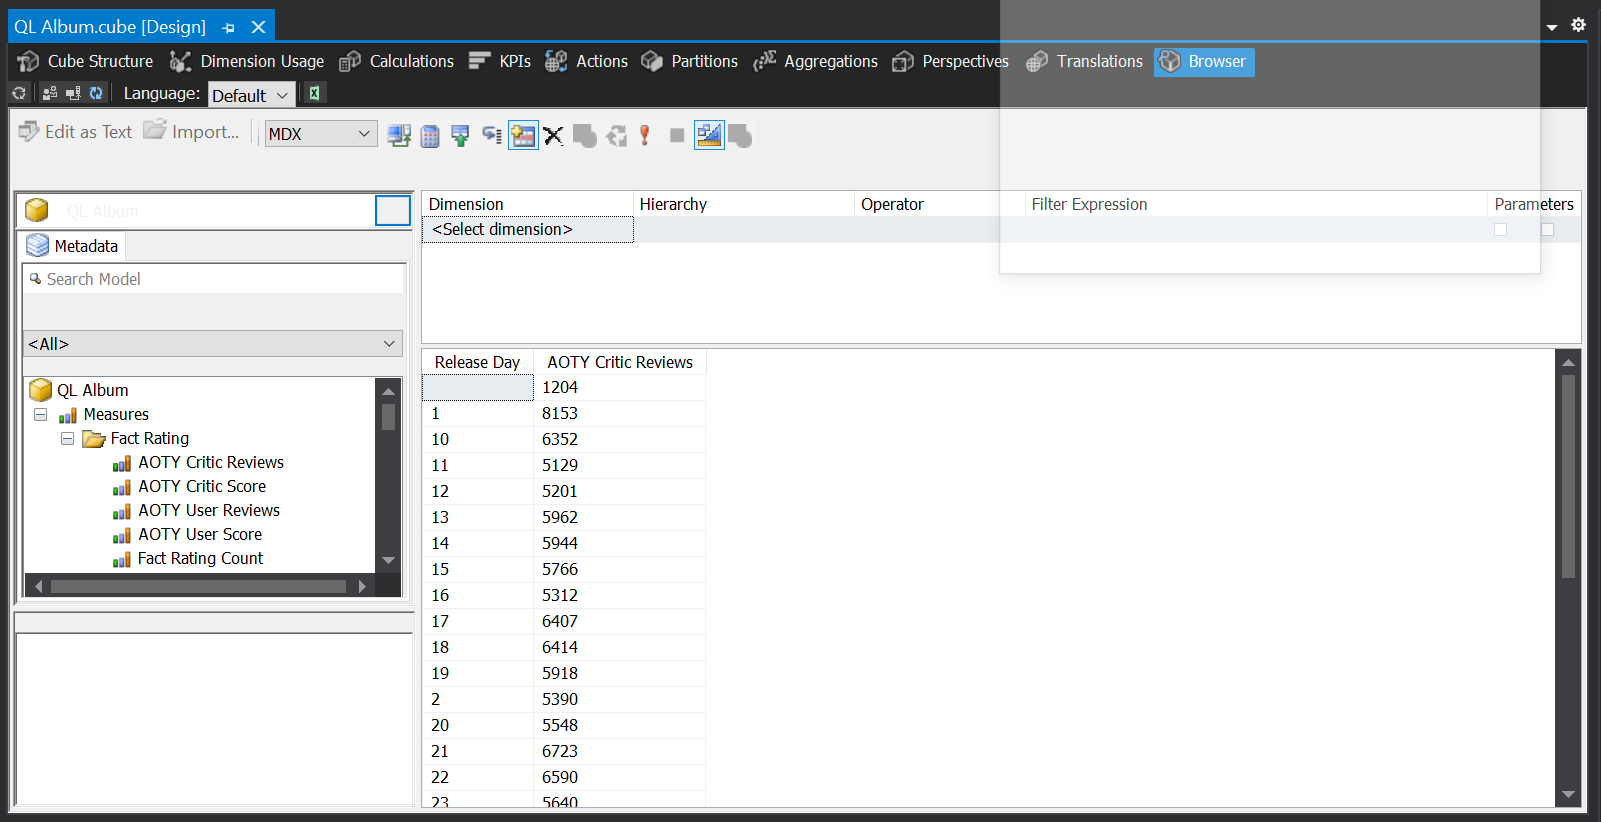 QL Album.cube [Design]
Cube Structure Dimension Usage Calculations KPIs Actions Partitions Aggregations Perspectives Translations Browser
Language: Default
Edit as Text Import... MDX
QL Album
Metadata
Search Model
<All>
QL Album
Measures
Fact Rating
AOTY Critic Reviews
AOTY Critic Score
AOTY User Reviews
AOTY User Score
Fact Rating Count
Dimension Hierarchy Operator Filter Expression Parameters
<Select dimension>
Release Day AOTY Critic Reviews
1204
1 8153
10 6352
11 5129
12 5201
13 5962
14 5944
15 5766
16 5312
17 6407
18 6414
19 5918
2 5390
20 5548
21 6723
22 6590
23 5640